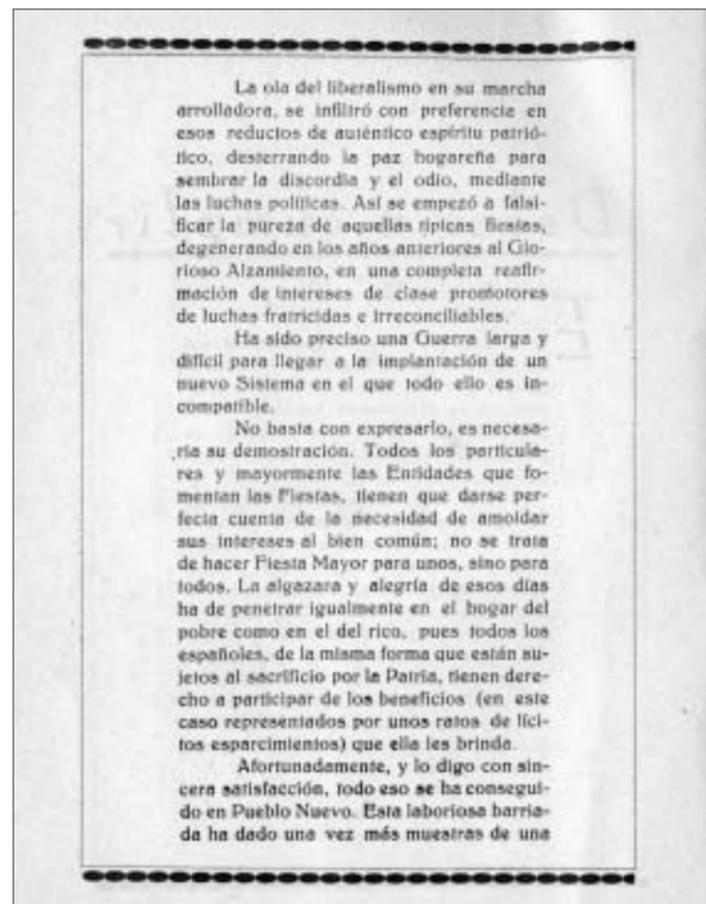 La ola del liberalismo en su marcha
arrolladora, se infiltró con preferencia en
esos reductos de auténtico espíritu patrió-
tico, desterrando la paz hogareña para
sembrar la discordia y el odio, mediante
las luchas políticas. Así se empezó a falsi-
ficar la pureza de aquellas típicas fiestas,
degenerando en los años anteriores al Glo-
rioso Alzamiento, en una completa reafir-
mación de intereses de clase promotores
de luchas fratricidas e irreconciliables.
Ha sido preciso una Guerra larga y
difícil para llegar a la implantación de un
nuevo Sistema en el que todo ello es in-
compatible.
No basta con expresarlo, es necesa-
ria su demostración. Todos los particula-
res y mayormente las Entidades que fo-
mentan las Fiestas, tienen que darse per-
fecta cuenta de la necesidad de amoldar
sus intereses al bien común; no se trata
de hacer Fiesta Mayor para unos, sino para
todos. La algazara y alegría de esos días
ha de penetrar igualmente en el hogar del
pobre como en el del rico, pues todos los
españoles, de la misma forma que están su-
jetos al sacrificio por la Patria, tienen dere-
cho a participar de los beneficios (en este
caso representados por unos ratos de líci-
tos esparcimientos) que ella les brinda.
Afortunadamente, y lo digo con sin-
cera satisfacción, todo eso se ha consegui-
do en Pueblo Nuevo. Esta laboriosa barria-
da ha dado una vez más muestras de una